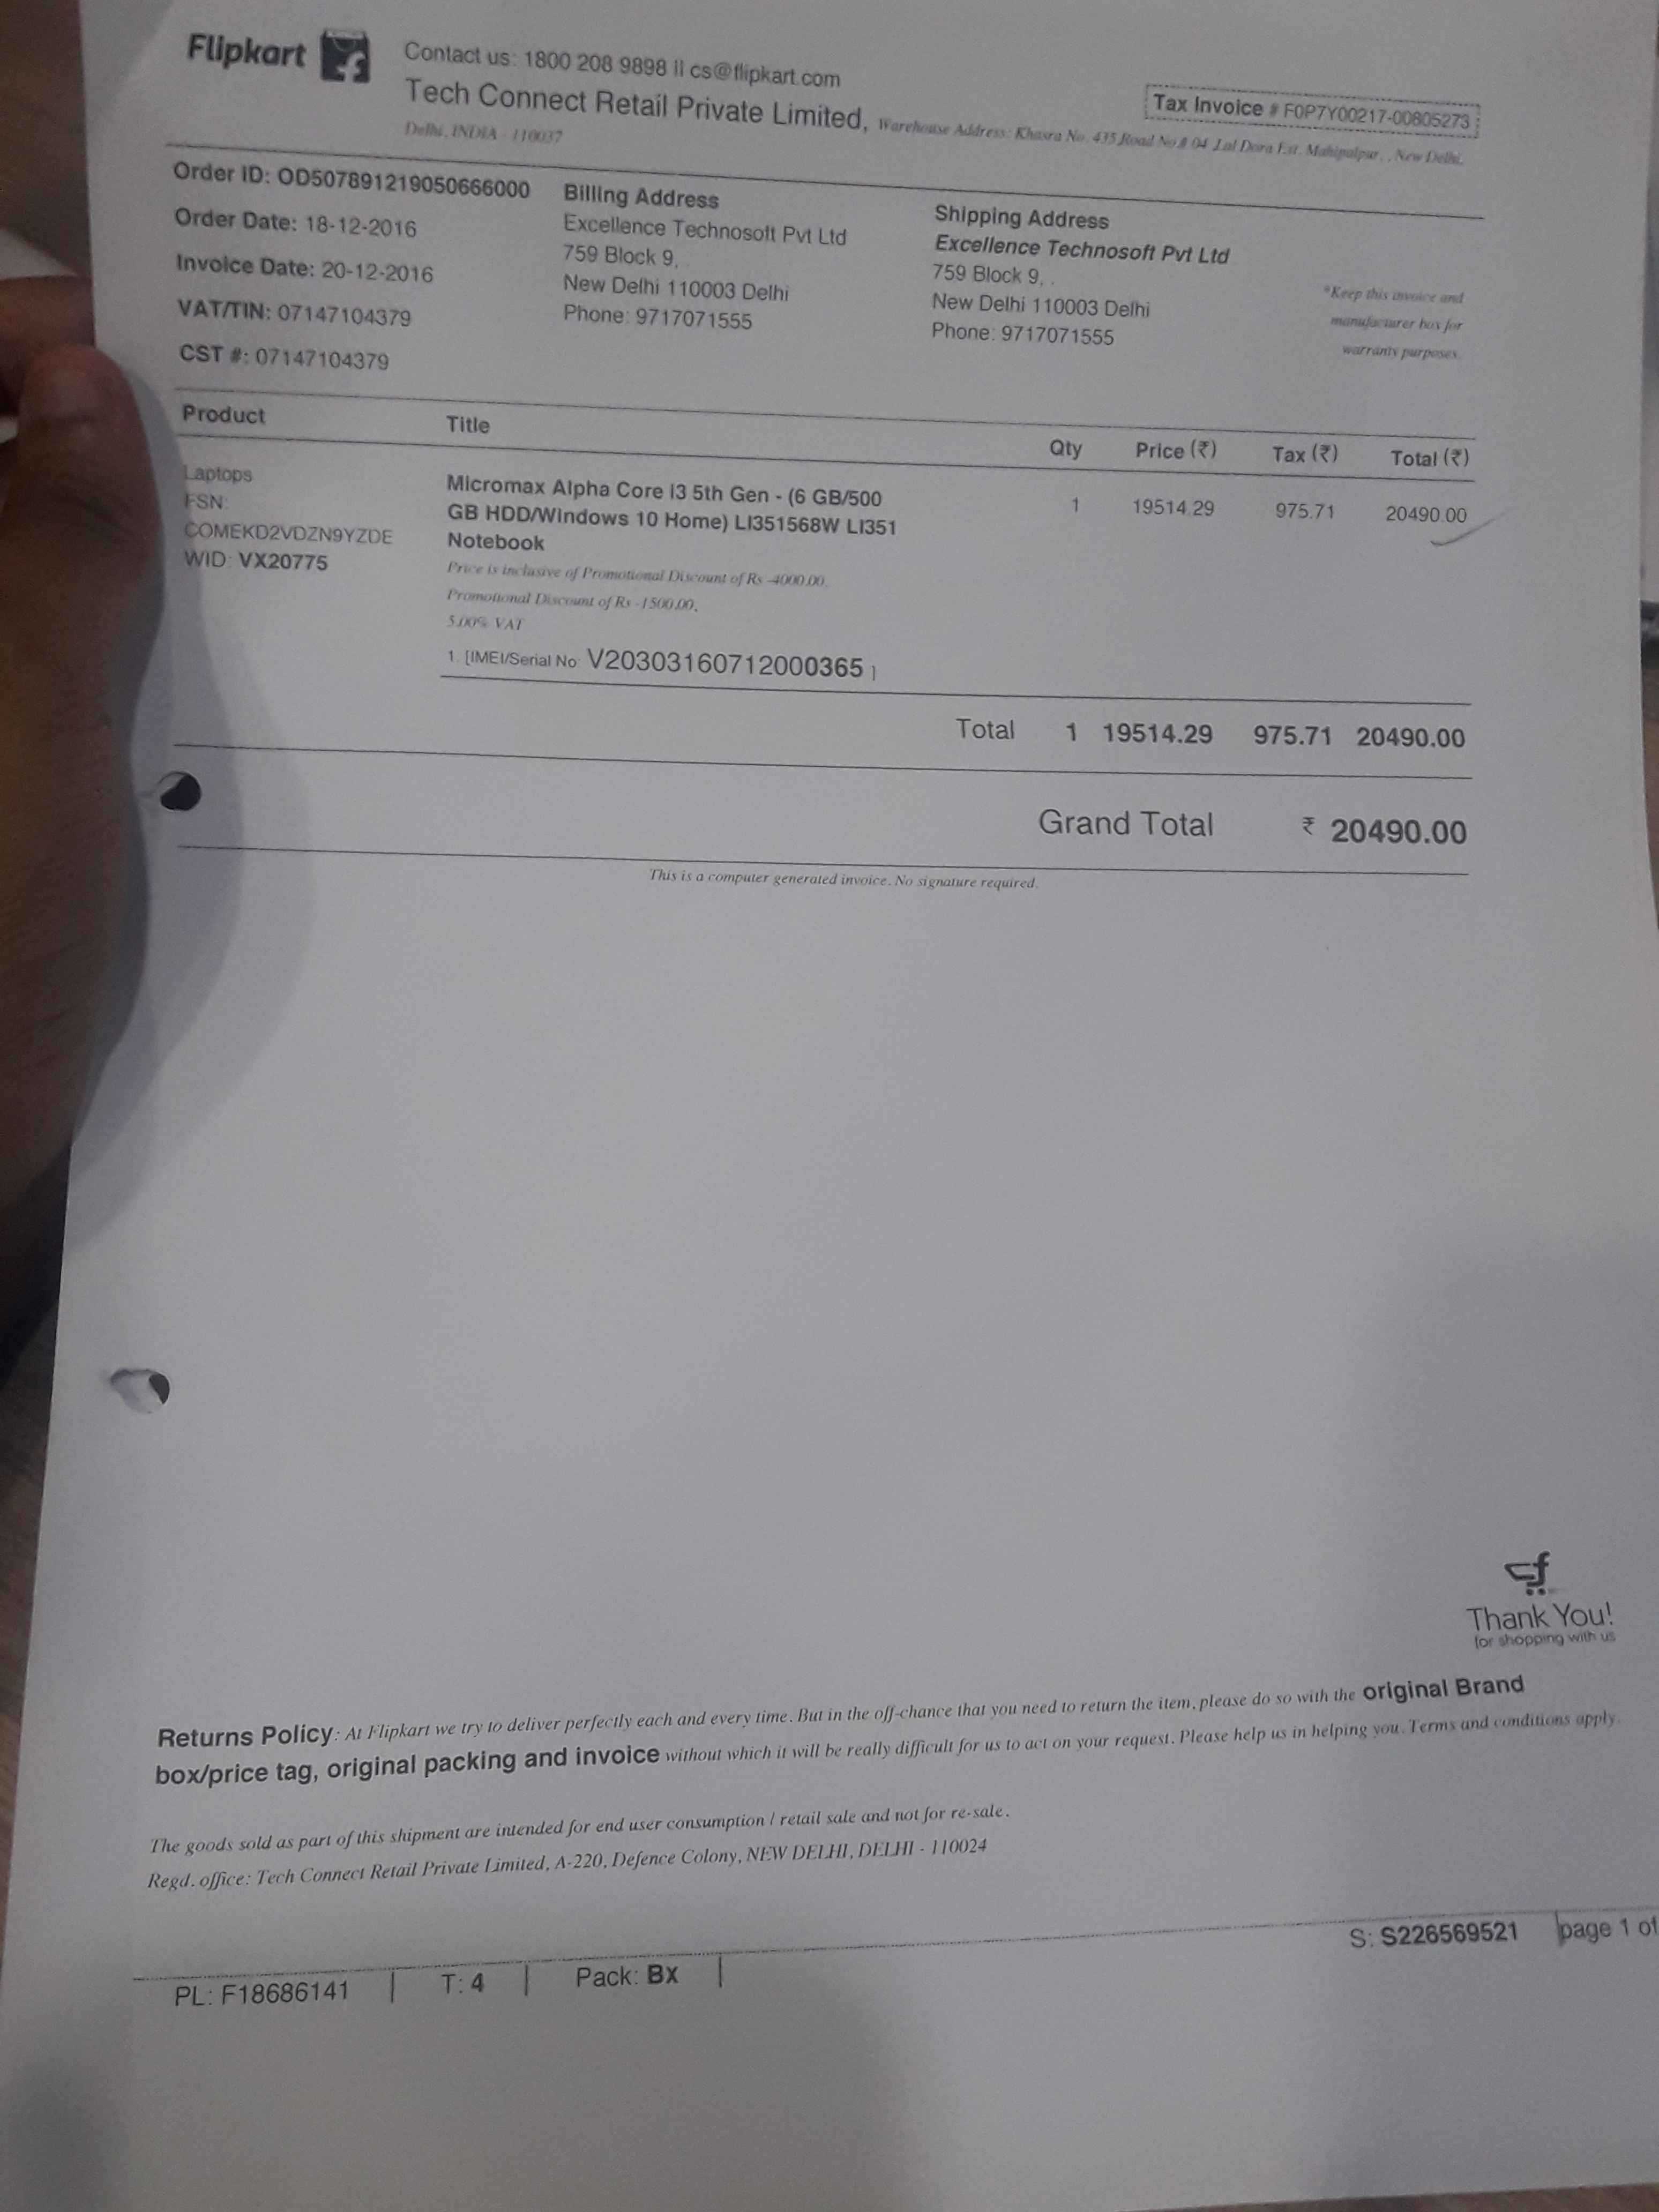 Flipkart
Contact us: 1800 208 9898 || cs@flipkart.com
Tax Invoice # F0P7Y00217-00805273
Tech Connect Retail Private Limited, Warehouse Address: Khasra No. 435 Road No.# 04 Lal Dora Ext. Mahipalpur, , New Delhi,
Delhi, INDIA - 110037
Order ID: OD507891219050666000
Order Date: 18-12-2016
Invoice Date: 20-12-2016
VAT/TIN: 07147104379
CST #: 07147104379
Billing Address
Excellence Technosoft Pvt Ltd
759 Block 9,
New Delhi 110003 Delhi
Phone: 9717071555
Shipping Address
Excellence Technosoft Pvt Ltd
759 Block 9, .
New Delhi 110003 Delhi
Phone: 9717071555
*Keep this invoice and
manufacturer box for
warranty purposes.
Product Title Qty Price (₹) Tax (₹) Total (₹)
Laptops
FSN:
COMEKD2VDZN9YZDE
WID: VX20775
Micromax Alpha Core I3 5th Gen - (6 GB/500
GB HDD/Windows 10 Home) LI351568W LI351
Notebook
1 19514.29 975.71 20490.00
Price is inclusive of Promotional Discount of Rs -4000.00,
Promotional Discount of Rs -1500.00,
5.00% VAT
1. [IMEI/Serial No: V20303160712000365 ]
Total 1 19514.29 975.71 20490.00
Grand Total ₹ 20490.00
This is a computer generated invoice. No signature required.
Thank You!
for shopping with us
Returns Policy: At Flipkart we try to deliver perfectly each and every time. But in the off-chance that you need to return the item, please do so with the original Brand
box/price tag, original packing and invoice without which it will be really difficult for us to act on your request. Please help us in helping you. Terms and conditions apply.
The goods sold as part of this shipment are intended for end user consumption / retail sale and not for re-sale.
Regd. office: Tech Connect Retail Private Limited, A-220, Defence Colony, NEW DELHI, DELHI - 110024
PL: F18686141 | T: 4 | Pack: Bx | S: S226569521 |page 1 of